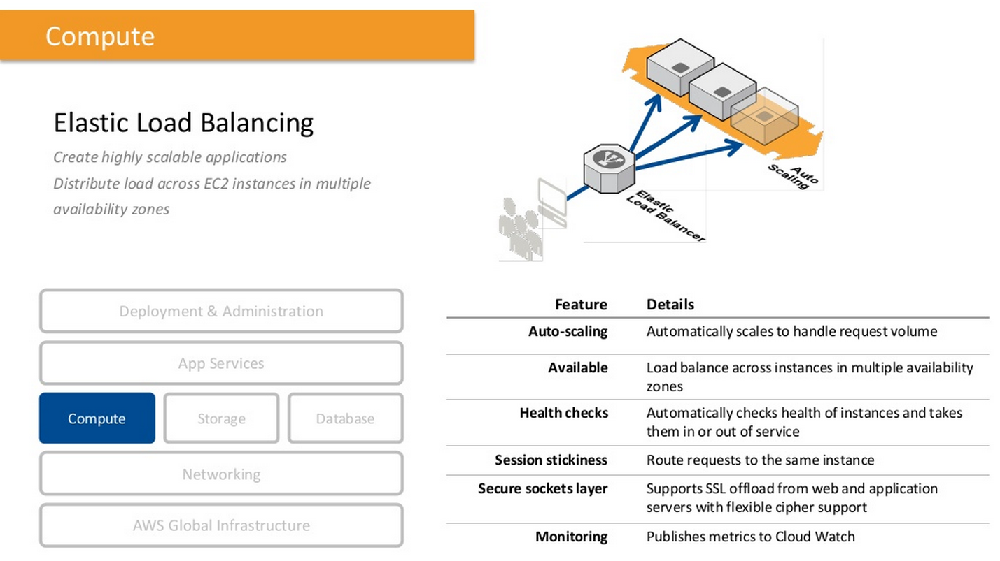 Compute
Elastic Load Balancing
Create highly scalable applications
Distribute load across EC2 instances in multiple
availability zones
Auto
Scaling
Elastic
Load Balancer
Deployment & Administration
App Services
Compute
Storage
Database
Networking
AWS Global Infrastructure
Feature Details
Auto-scaling Automatically scales to handle request volume
Available Load balance across instances in multiple availability
zones
Health checks Automatically checks health of instances and takes
them in or out of service
Session stickiness Route requests to the same instance
Secure sockets layer Supports SSL offload from web and application
servers with flexible cipher support
Monitoring Publishes metrics to Cloud Watch